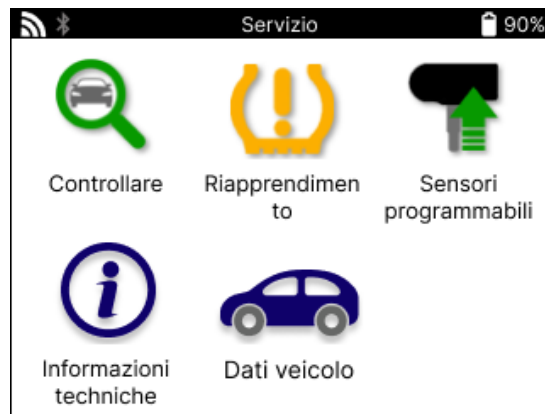 Servizio
90%
Controllare
Riapprendimen
to
Sensori
programmabili
Informazioni
techniche
Dati veicolo